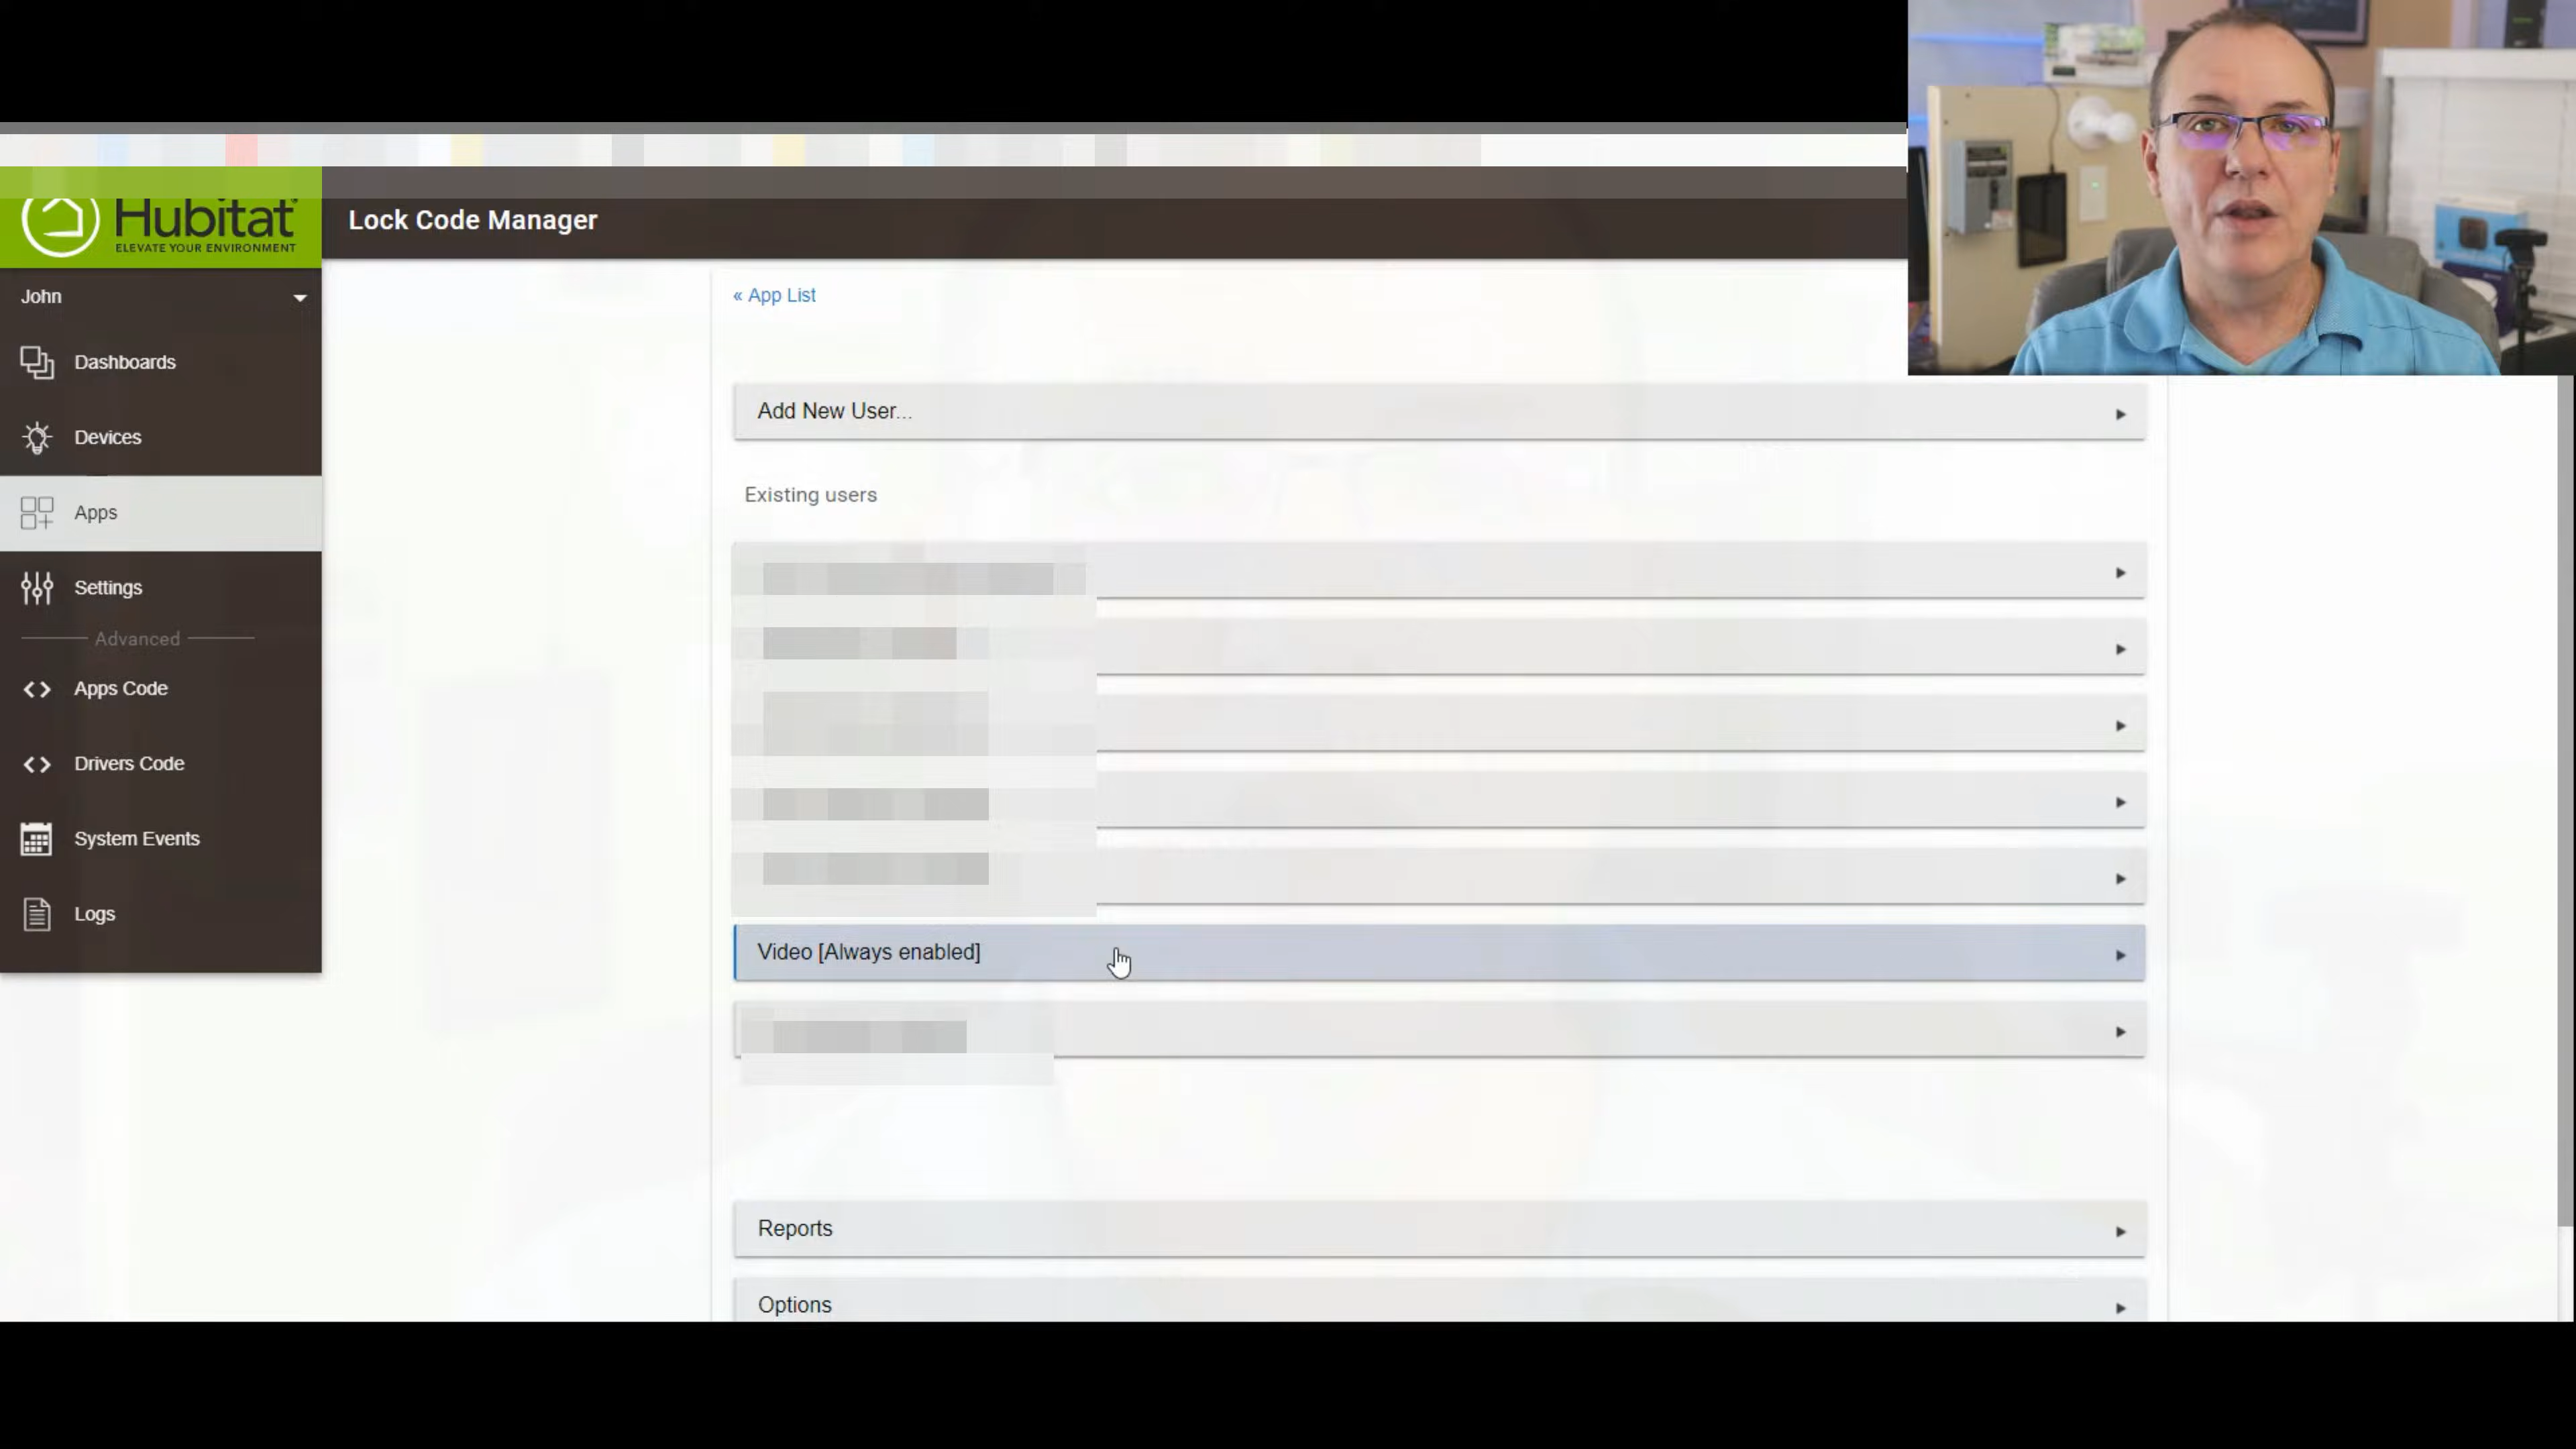 Hubitat
ELEVATE YOUR ENVIRONMENT
Lock Code Manager
John
Dashboards
Devices
Apps
Settings
Advanced
Apps Code
Drivers Code
System Events
Logs
« App List
Add New User...
Existing users
Video [Always enabled]
Reports
Options